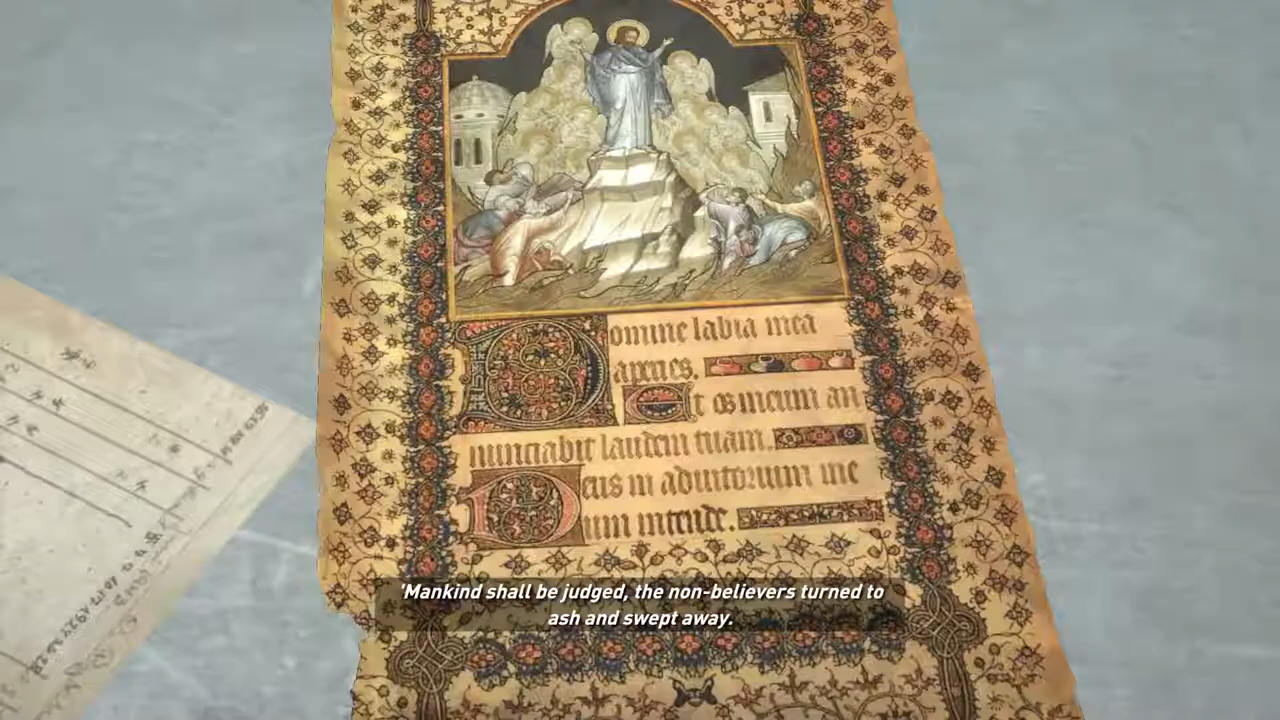 Domine labia mea
aperies.
Et os meum an
nunciabit laudem tuam.
Deus in adiutorium me
um intende.
'Mankind shall be judged, the non-believers turned to
ash and swept away.